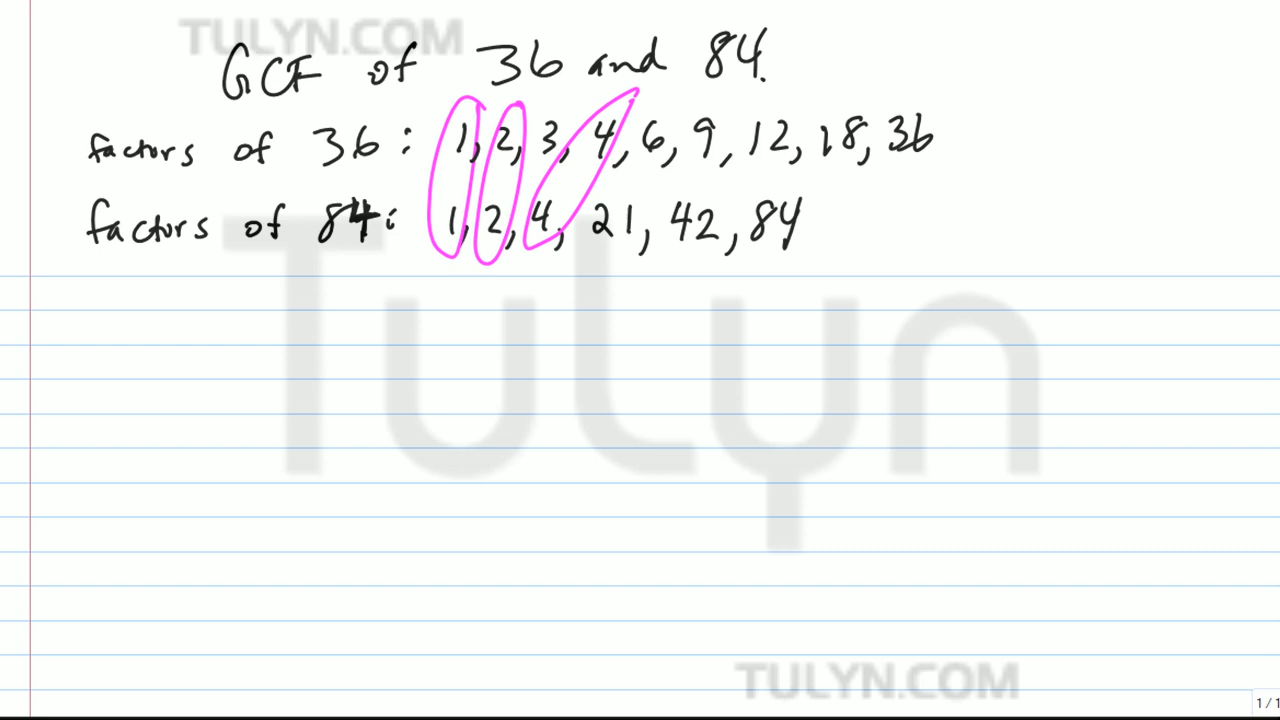 TULYN.COM
GCF of 36 and 84.
factors of 36: 1, 2, 3, 4, 6, 9, 12, 18, 36
factors of 84: 1, 2, 4, 21, 42, 84
TULYN
TULYN.COM
1/1